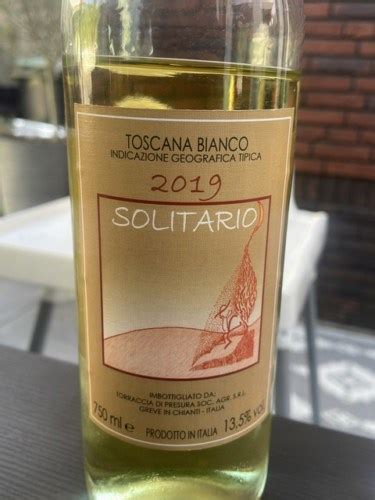 TOSCANA BIANCO
INDICAZIONE GEOGRAFICA TIPICA
2019
SOLITARIO
IMBOTTIGLIATO DA:
TORRACCIA DI PRESURA SOC. AGR. S.R.L.
GREVE IN CHIANTI - ITALIA
750 ml e PRODOTTO IN ITALIA 13.5% vol